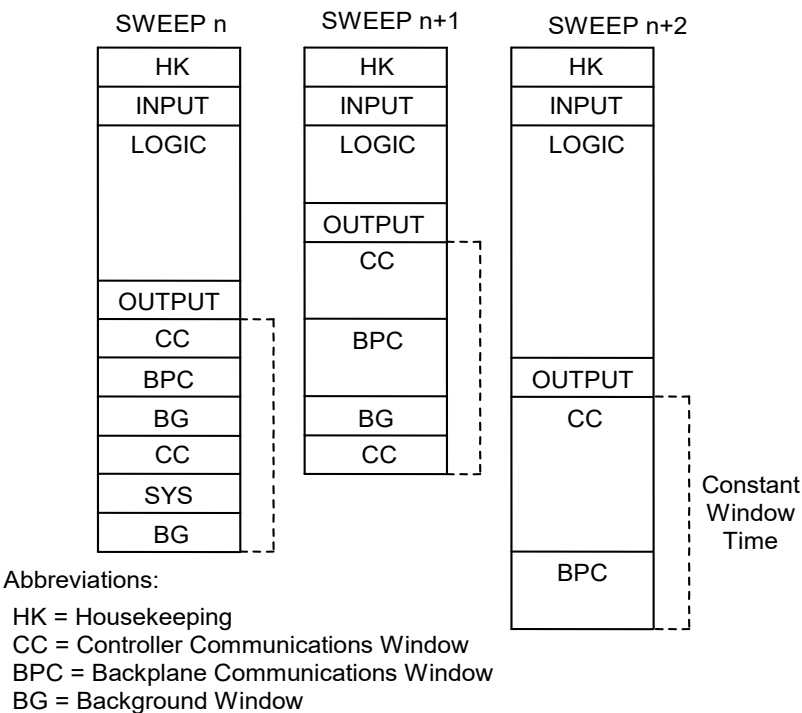 SWEEP n
HK
INPUT
LOGIC
OUTPUT
CC
BPC
BG
CC
SYS
BG
SWEEP n+1
HK
INPUT
LOGIC
OUTPUT
CC
BPC
BG
CC
SWEEP n+2
HK
INPUT
LOGIC
OUTPUT
CC
BPC
Constant
Window
Time
Abbreviations:
HK = Housekeeping
CC = Controller Communications Window
BPC = Backplane Communications Window
BG = Background Window